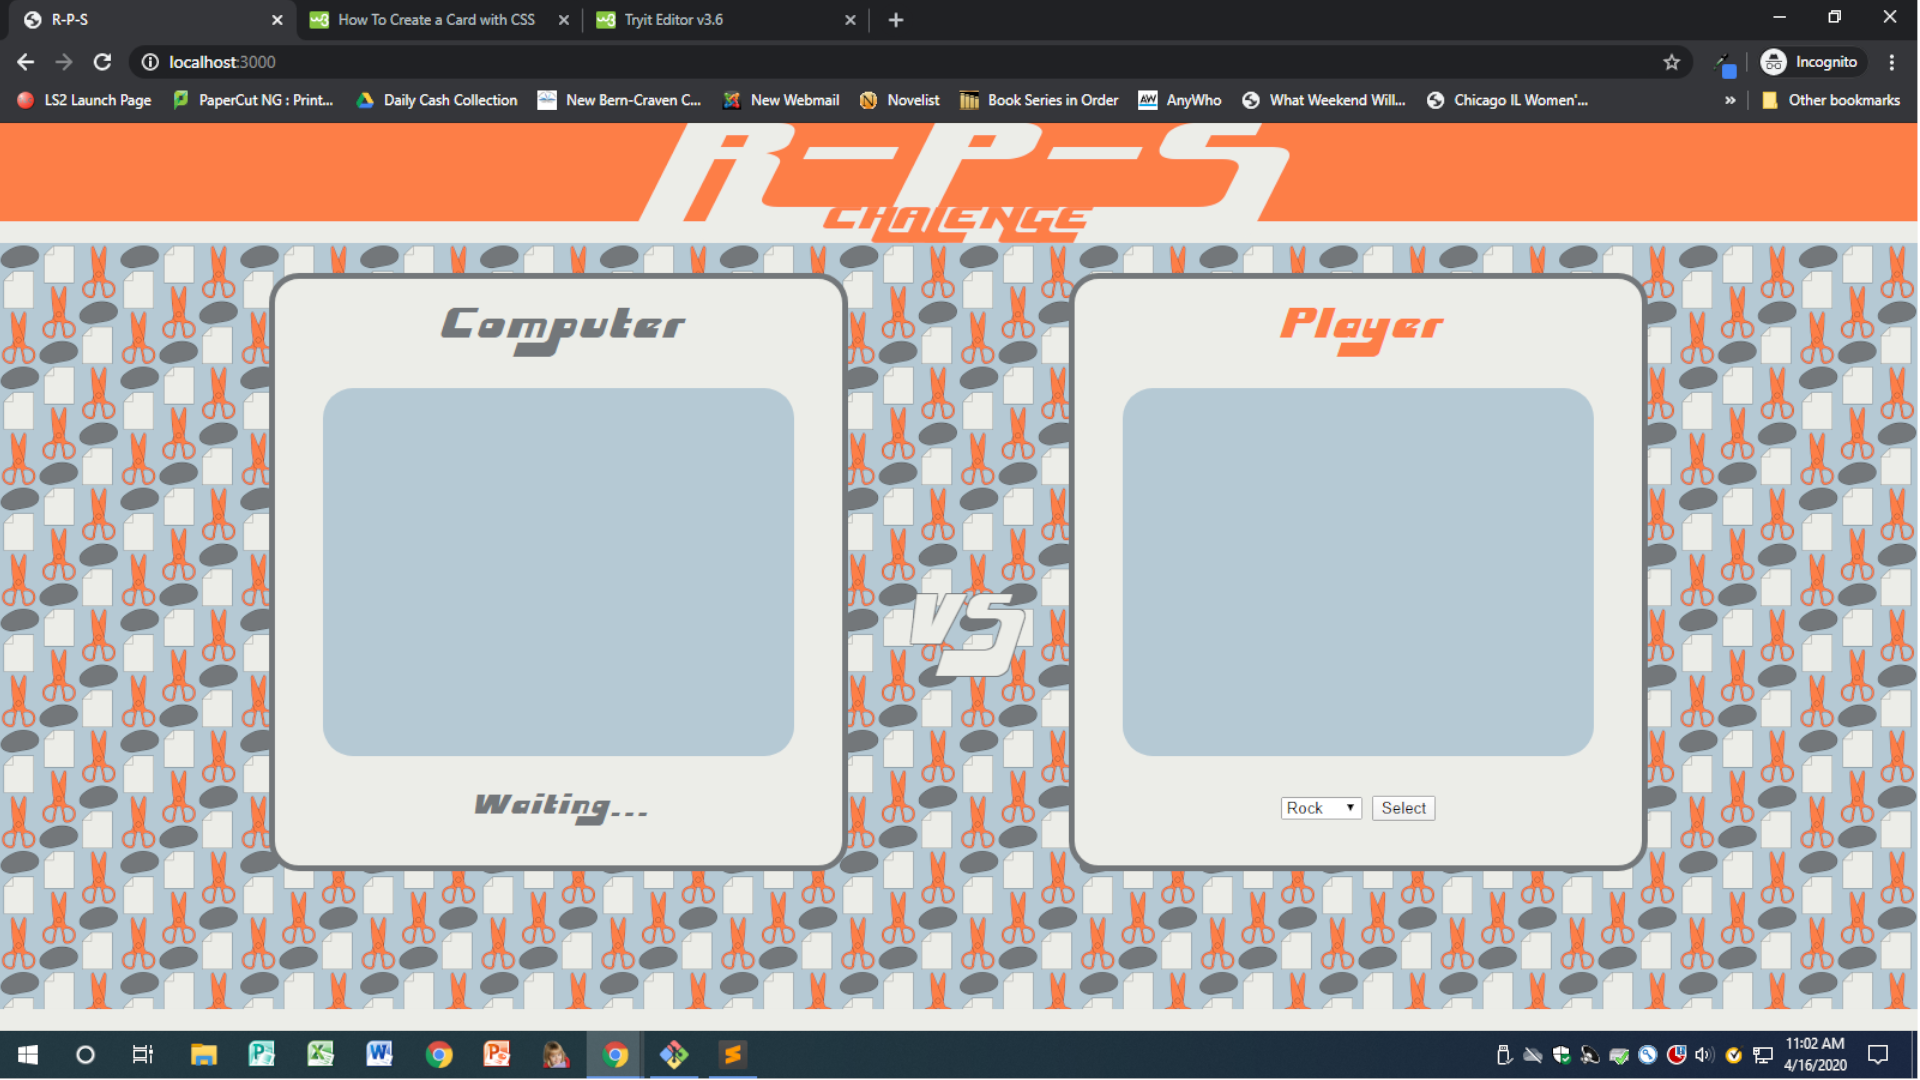 R-P-S
How To Create a Card with CSS
Tryit Editor v3.6
localhost:3000
Incognito
LS2 Launch Page
PaperCut NG : Print...
Daily Cash Collection
New Bern-Craven C...
New Webmail
Novelist
Book Series in Order
AW AnyWho
What Weekend Will...
Chicago IL Women'...
»
Other bookmarks
R-P-S
CHALENGE
Computer
Player
VS
Waiting...
Rock
Select
11:02 AM
4/16/2020